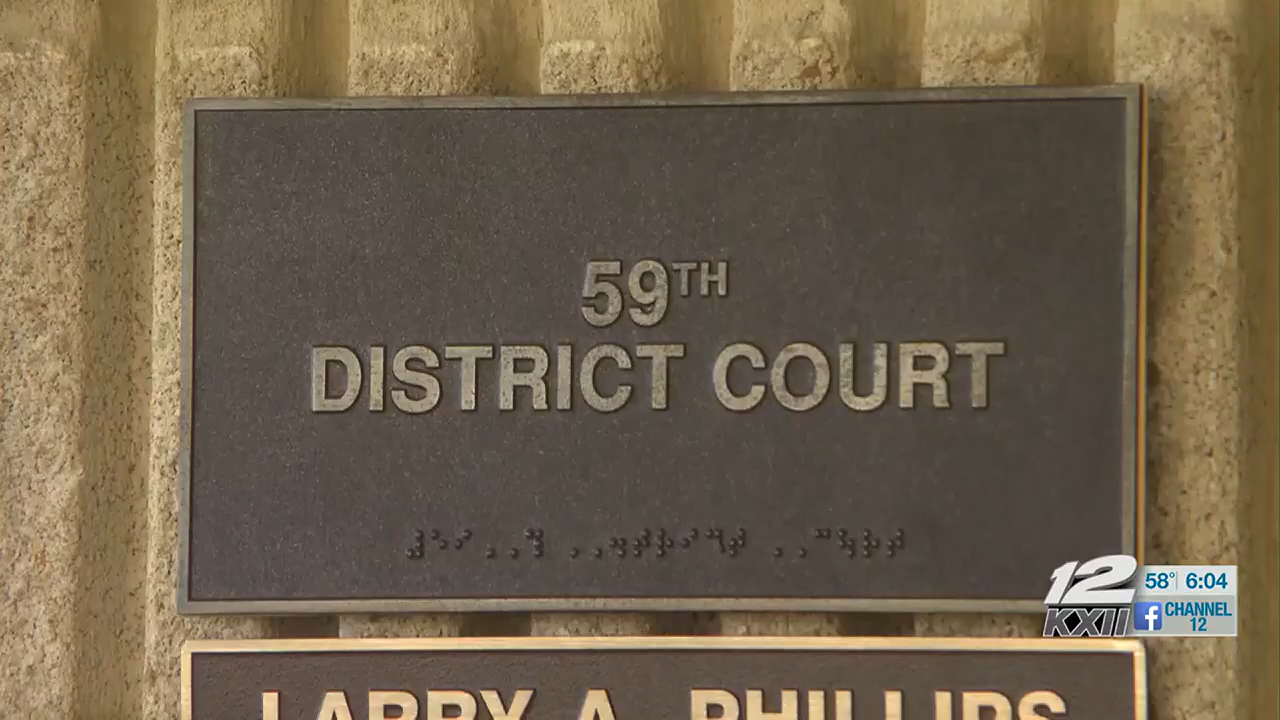 59TH
DISTRICT COURT
LARRY A. PHILLIPS
12
KXII
58° 6:04
f CHANNEL
12